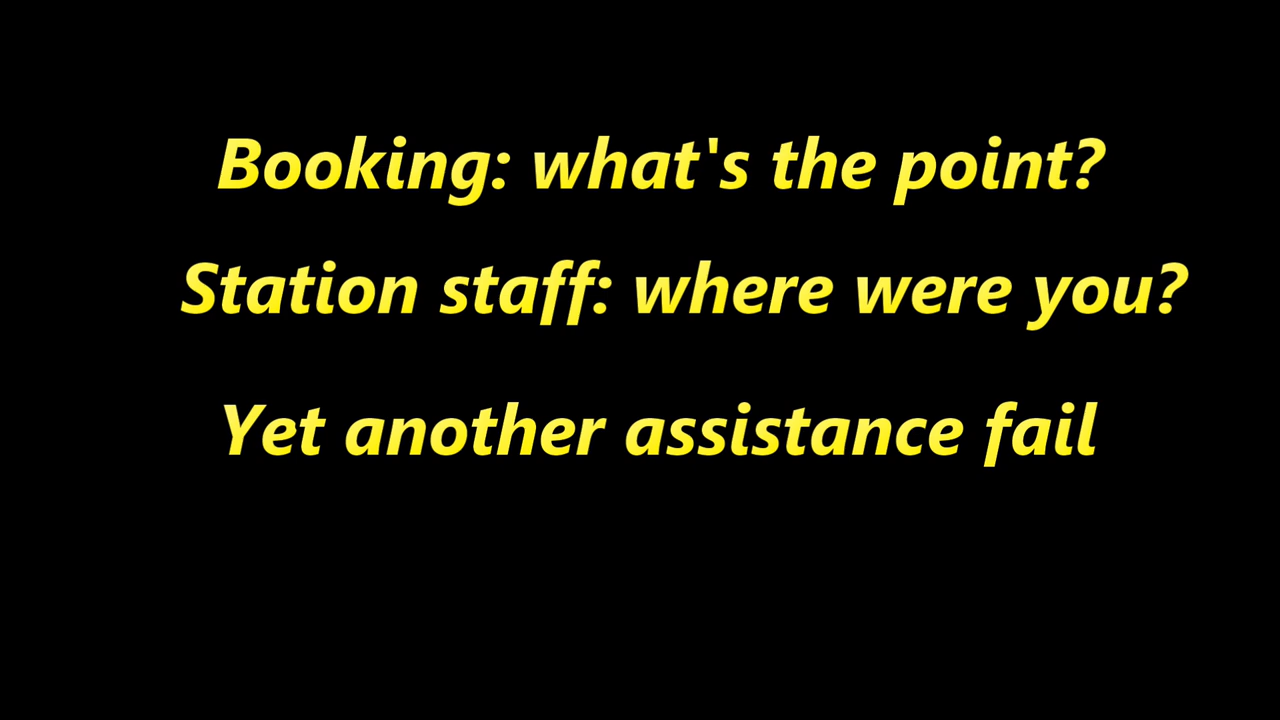 Booking: what's the point?
Station staff: where were you?
Yet another assistance fail